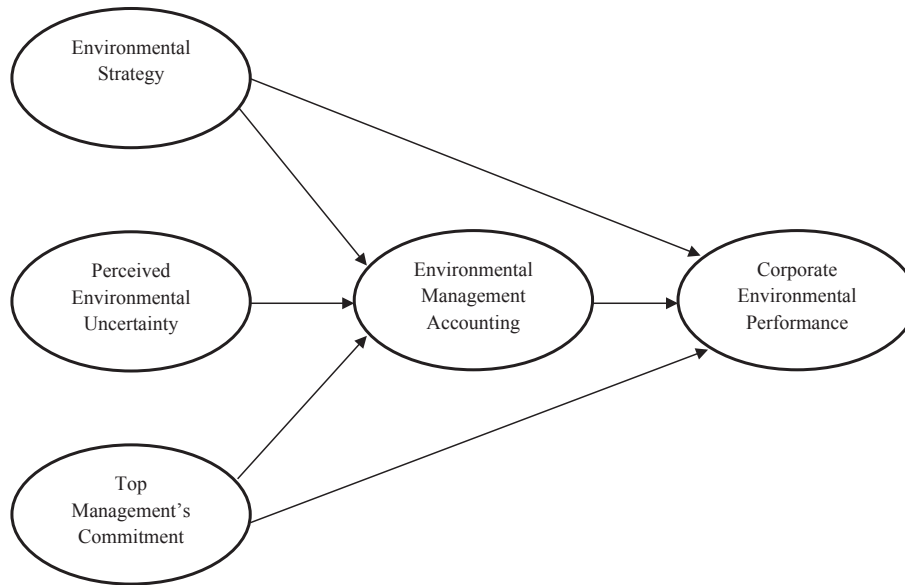 Environmental
Strategy
Perceived
Environmental
Uncertainty
Environmental
Management
Accounting
Corporate
Environmental
Performance
Top
Management’s
Commitment